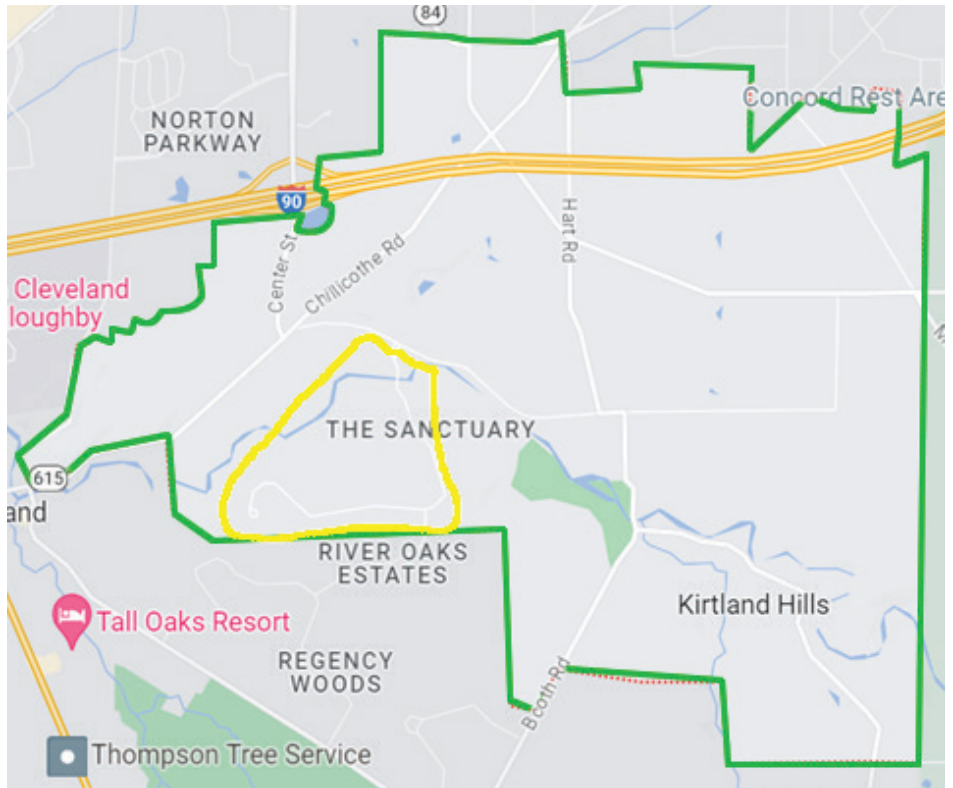 84
Concord Rest Are
NORTON
PARKWAY
90
Hart Rd
Center St
Chillicothe Rd
Cleveland
loughby
M
THE SANCTUARY
615
and
RIVER OAKS
ESTATES
Kirtland Hills
Tall Oaks Resort
REGENCY
WOODS
Booth Rd
Thompson Tree Service